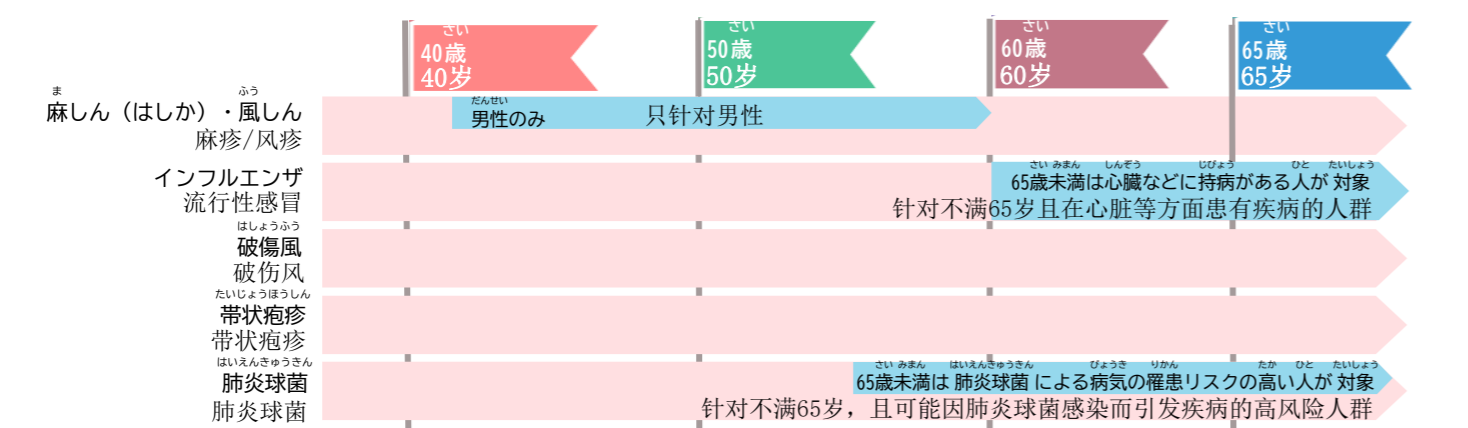 さい
40歳
40岁
さい
50歳
50岁
さい
60歳
60岁
さい
65歳
65岁
ま ふう
麻しん（はしか）・風しん
麻疹/风疹
だんせい
男性のみ
只针对男性
インフルエンザ
流行性感冒
さい みまん しんぞう じびょう ひと たいしょう
65歳未満は心臓などに持病がある人が 対象
针对不满65岁且在心脏等方面患有疾病的人群
はしょうふう
破傷風
破伤风
たいじょうほうしん
帯状疱疹
带状疱疹
はいえんきゅうきん
肺炎球菌
肺炎球菌
さい みまん はいえんきゅうきん びょうき りかん たか ひと たいしょう
65歳未満は 肺炎球菌 による病気の罹患リスクの高い人が 対象
针对不满65岁，且可能因肺炎球菌感染而引发疾病的高风险人群